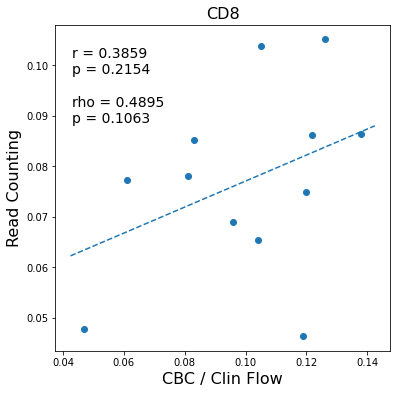 CD8
r = 0.3859
p = 0.2154
rho = 0.4895
p = 0.1063
Read Counting
0.10
0.09
0.08
0.07
0.06
0.05
0.04 0.06 0.08 0.10 0.12 0.14
CBC / Clin Flow